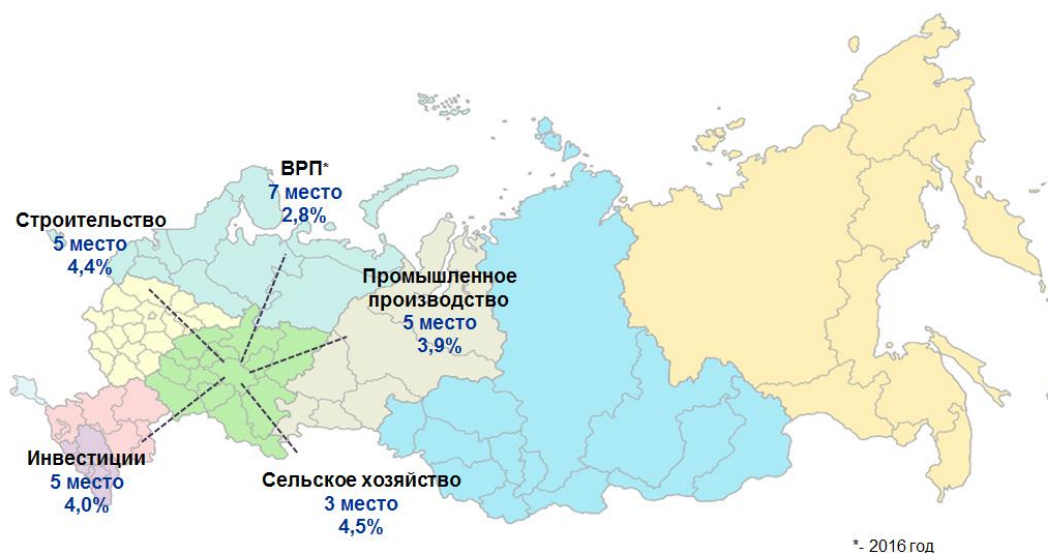 ВРП*
7 место
2,8%
Строительство
5 место
4,4%
Промышленное
производство
5 место
3,9%
Инвестиции
5 место
4,0%
Сельское хозяйство
3 место
4,5%
*- 2016 год